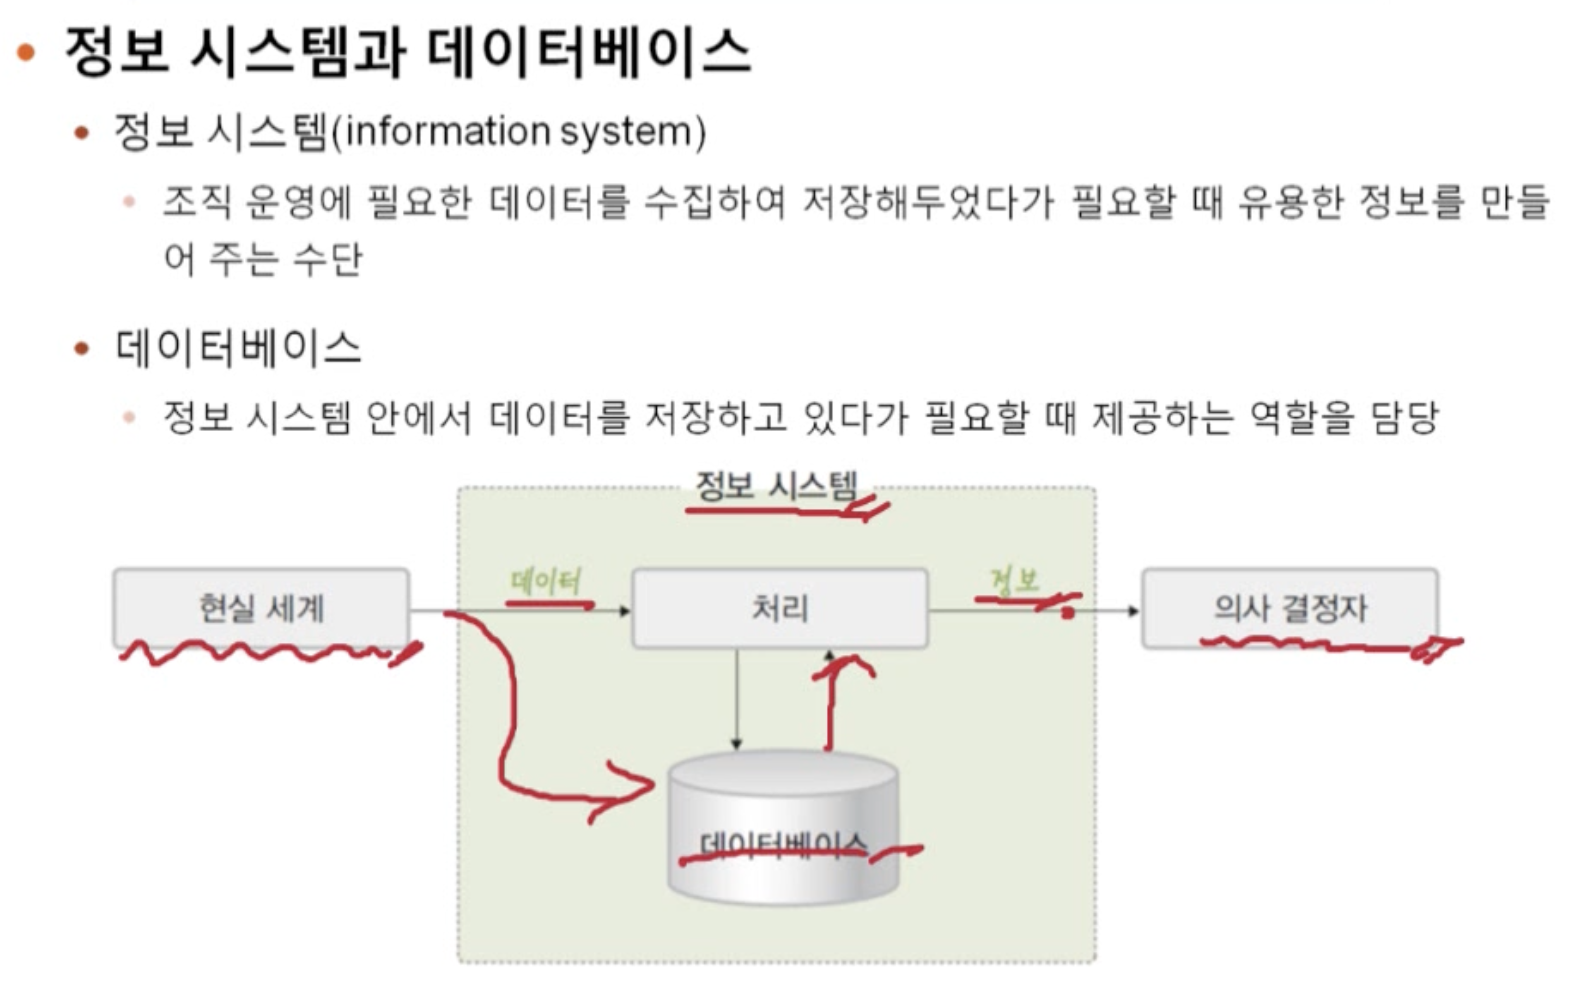 정보 시스템과 데이터베이스
정보 시스템(information system)
조직 운영에 필요한 데이터를 수집하여 저장해두었다가 필요할 때 유용한 정보를 만들
어 주는 수단
데이터베이스
정보 시스템 안에서 데이터를 저장하고 있다가 필요할 때 제공하는 역할을 담당
정보 시스템
현실 세계
데이터
처리
정보
의사 결정자
데이터베이스